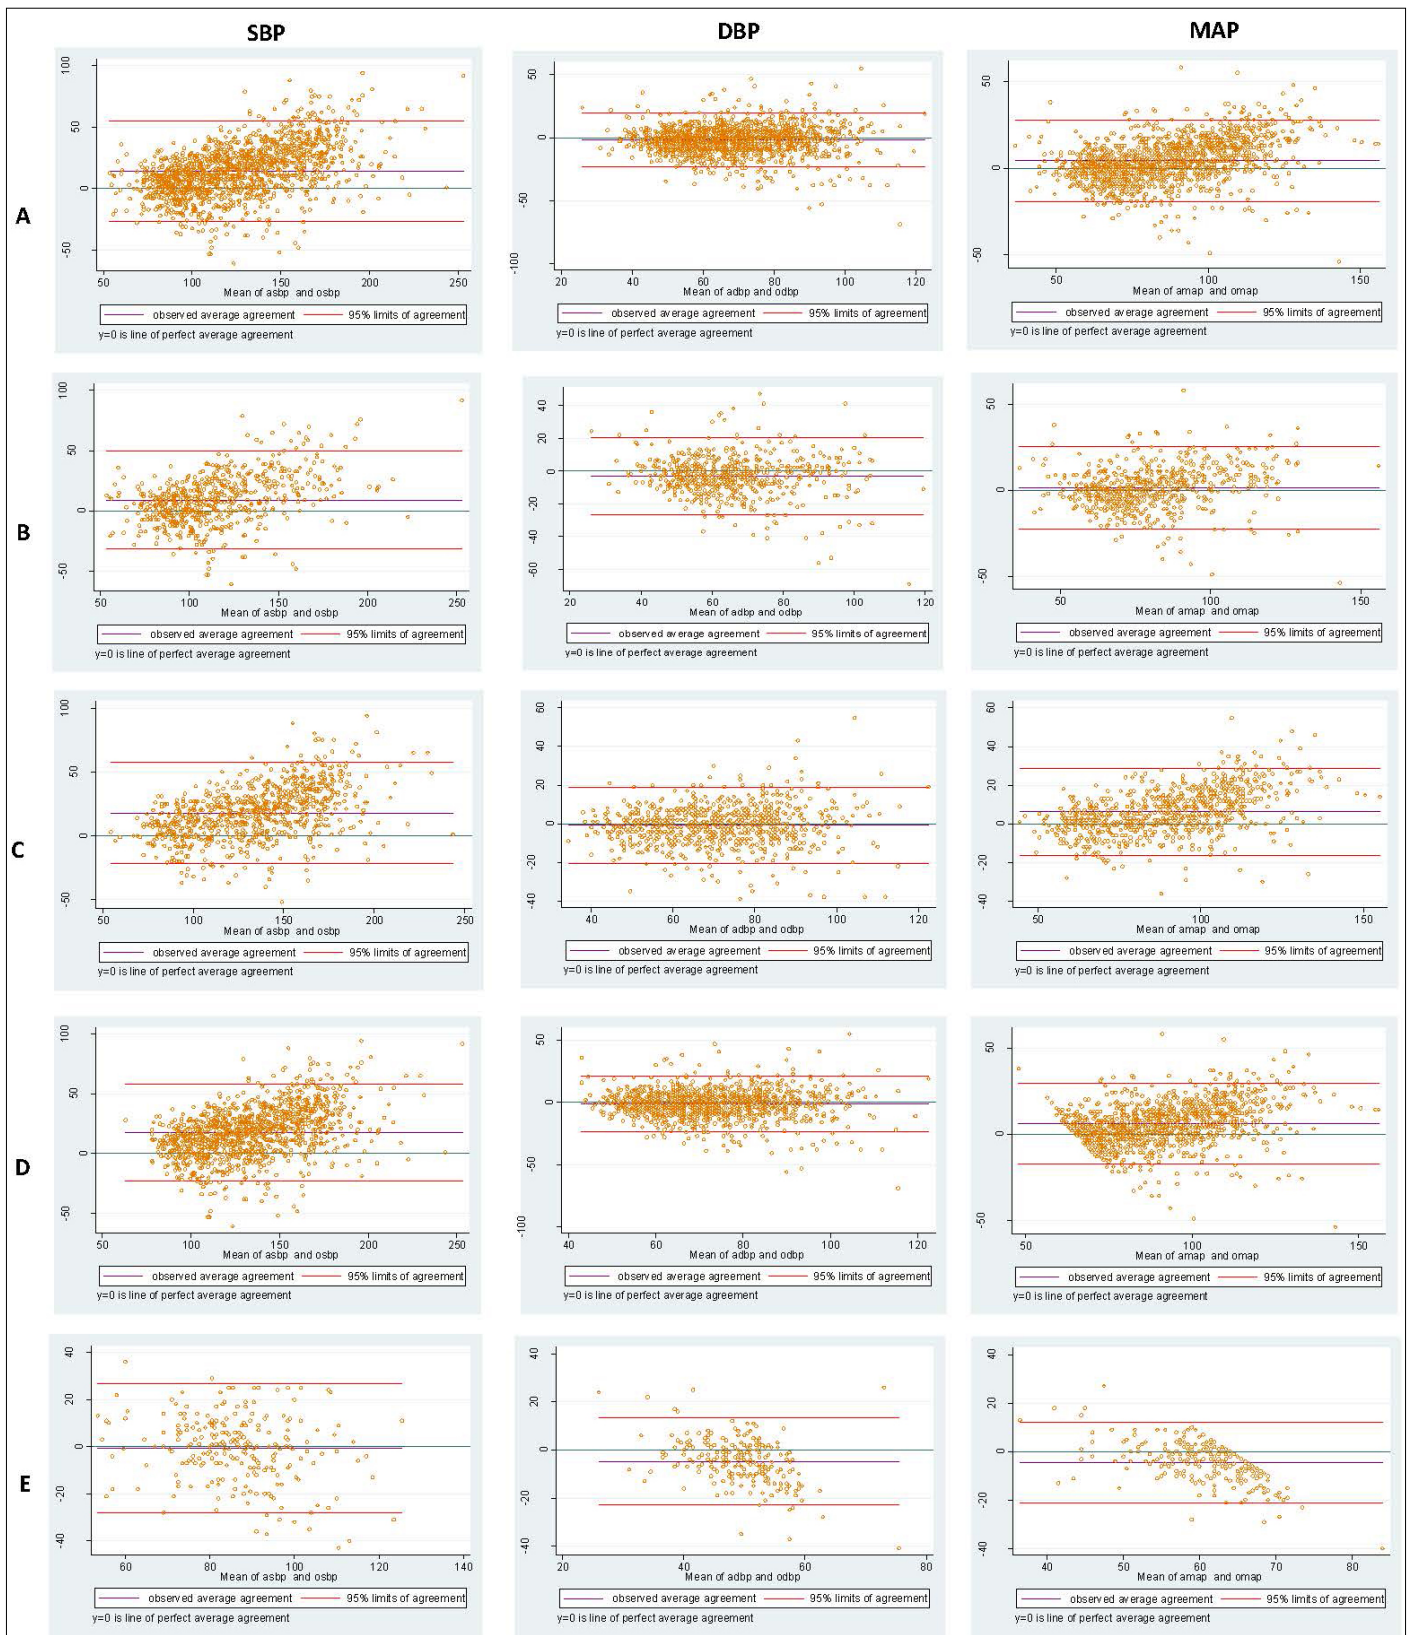 SBP
DBP
MAP
A
100
50
0
-50
50 100 150 200 250
Mean of asbp and osbp
observed average agreement 95% limits of agreement
y=0 is line of perfect average agreement
50
0
-50
-100
20 40 60 80 100 120
Mean of adbp and odbp
observed average agreement 95% limits of agreement
y=0 is line of perfect average agreement
50
0
-50
50 100 150
Mean of amap and omap
observed average agreement 95% limits of agreement
y=0 is line of perfect average agreement
B
100
50
0
-50
50 100 150 200 250
Mean of asbp and osbp
observed average agreement 95% limits of agreement
y=0 is line of perfect average agreement
40
20
0
-20
-40
-60
20 40 60 80 100 120
Mean of adbp and odbp
observed average agreement 95% limits of agreement
y=0 is line of perfect average agreement
50
0
-50
50 100 150
Mean of amap and omap
observed average agreement 95% limits of agreement
y=0 is line of perfect average agreement
C
100
50
0
-50
50 100 150 200 250
Mean of asbp and osbp
observed average agreement 95% limits of agreement
y=0 is line of perfect average agreement
60
40
20
0
-20
-40
40 60 80 100 120
Mean of adbp and odbp
observed average agreement 95% limits of agreement
y=0 is line of perfect average agreement
60
40
20
0
-20
-40
50 100 150
Mean of amap and omap
observed average agreement 95% limits of agreement
y=0 is line of perfect average agreement
D
100
50
0
-50
50 100 150 200 250
Mean of asbp and osbp
observed average agreement 95% limits of agreement
y=0 is line of perfect average agreement
50
0
-50
-100
40 60 80 100 120
Mean of adbp and dbp
observed average agreement 95% limits of agreement
y=0 is line of perfect average agreement
50
0
-50
50 100 150
Mean of amap and omap
observed average agreement 95% limits of agreement
y=0 is line of perfect average agreement
E
40
20
0
-20
-40
60 80 100 120 140
Mean of asbp and osbp
observed average agreement 95% limits of agreement
y=0 is line of perfect average agreement
40
20
0
-20
-40
20 40 60 80
Mean of adbp and odbp
observed average agreement 95% limits of agreement
y=0 is line of perfect average agreement
40
20
0
-20
-40
40 50 60 70 80
Mean of amap and omap
observed average agreement 95% limits of agreement
y=0 is line of perfect average agreement